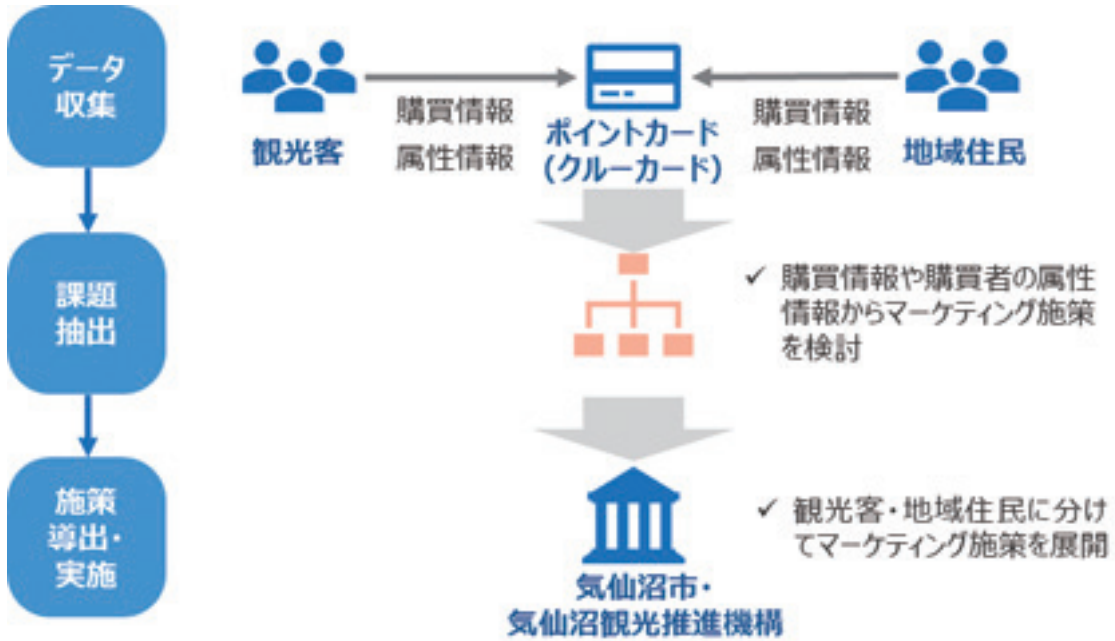 データ
収集
観光客
購買情報
属性情報
ポイントカード
(クルーカード)
購買情報
属性情報
地域住民
課題
抽出
✓ 購買情報や購買者の属性
情報からマーケティング施策
を検討
施策
導出・
実施
気仙沼市・
気仙沼観光推進機構
✓ 観光客・地域住民に分け
てマーケティング施策を展開